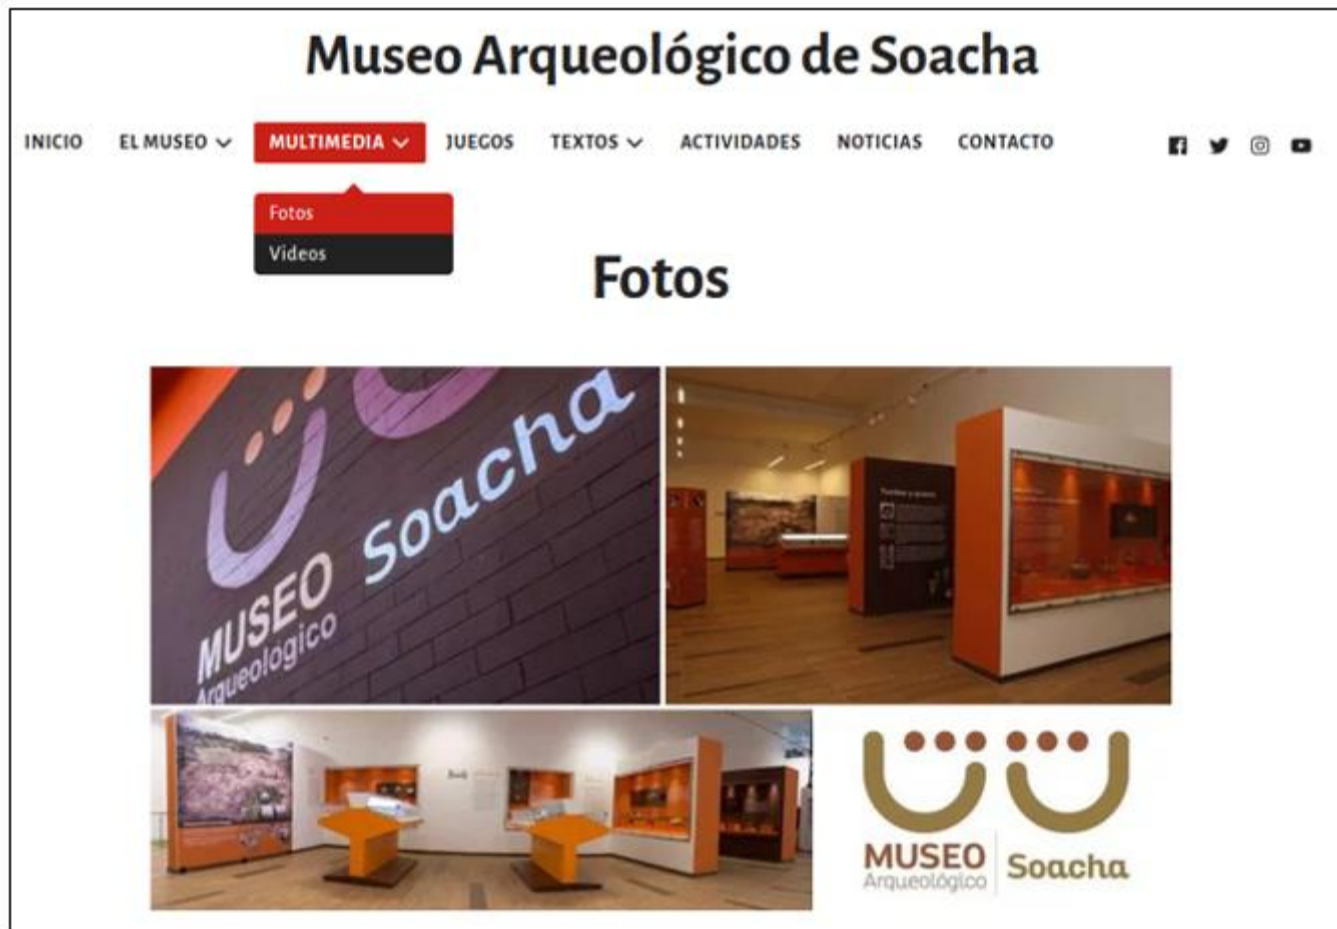 Museo Arqueológico de Soacha
INICIO EL MUSEO MULTIMEDIA JUEGOS TEXTOS ACTIVIDADES NOTICIAS CONTACTO
Fotos
Videos
Fotos
Soacha
MUSEO
Arqueológico
MUSEO
Arqueológico
Soacha